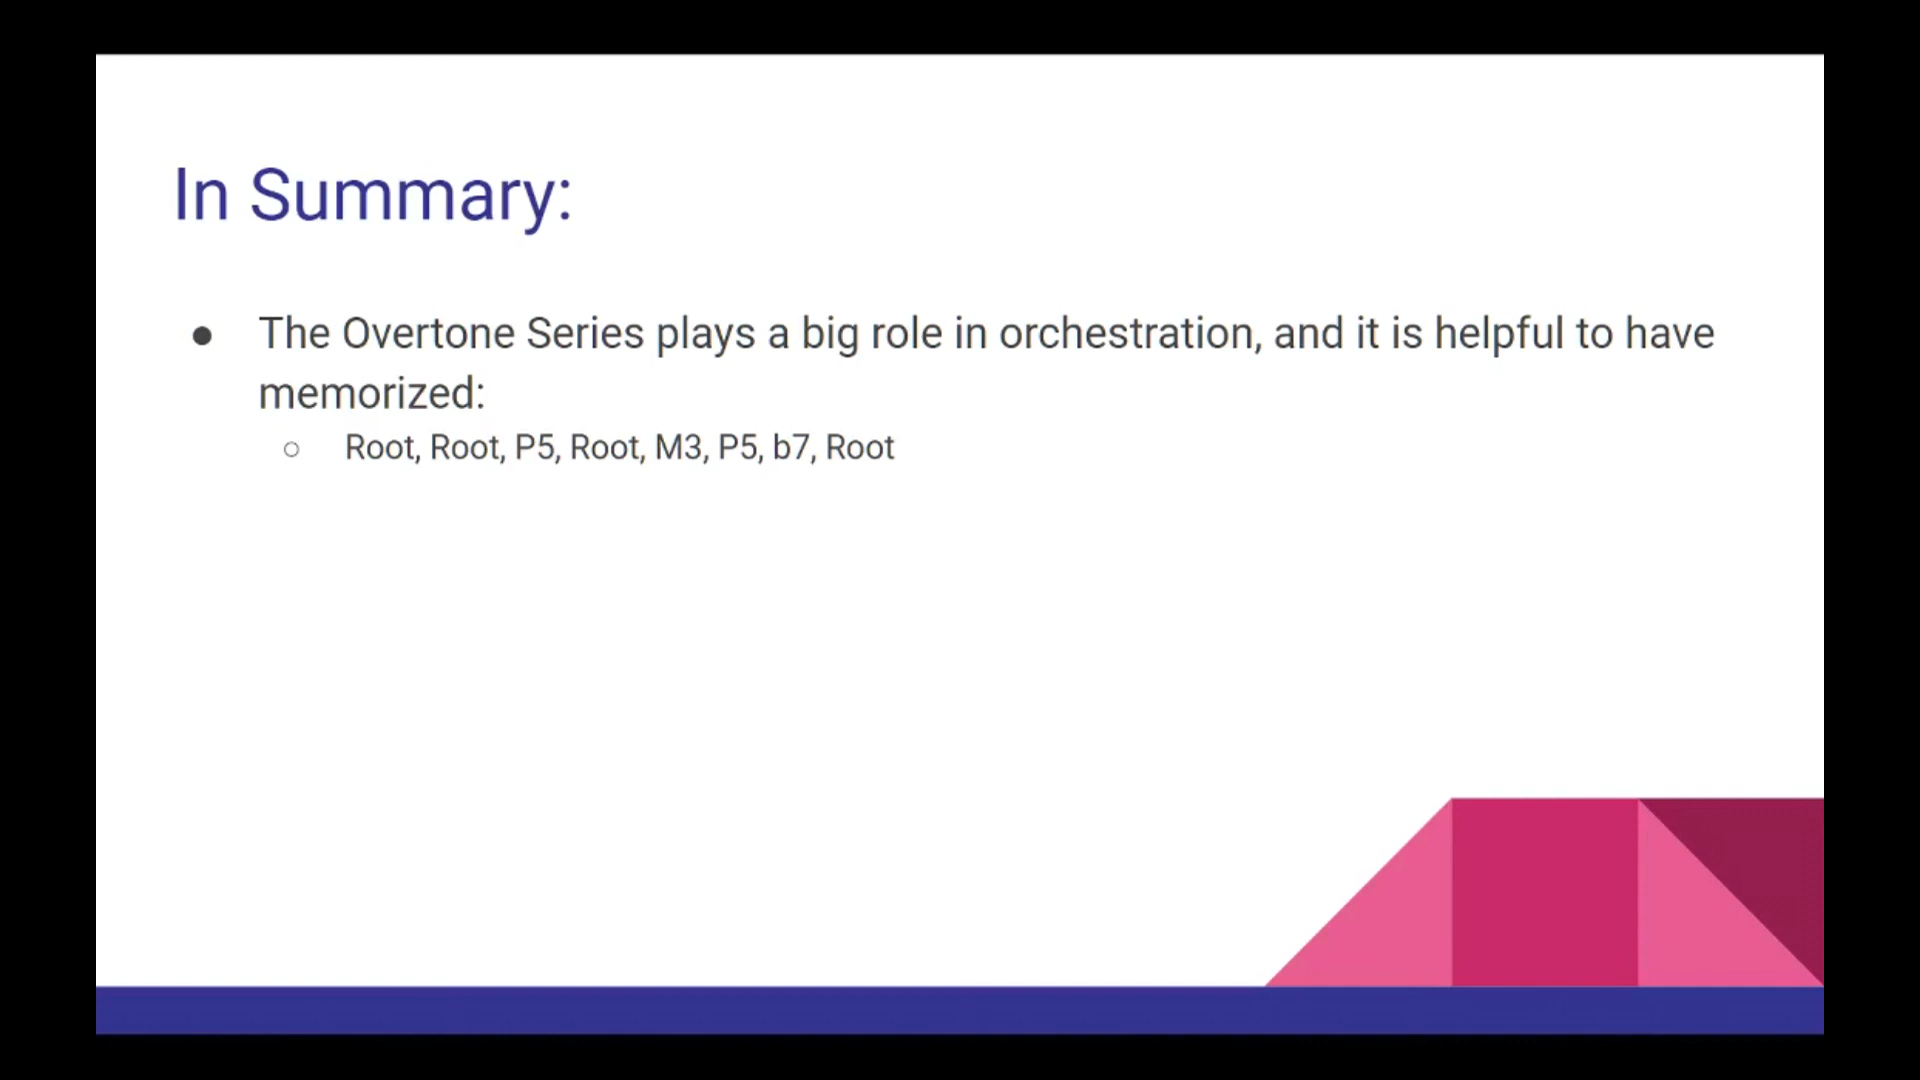 In Summary:
● The Overtone Series plays a big role in orchestration, and it is helpful to have
memorized:
○ Root, Root, P5, Root, M3, P5, b7, Root